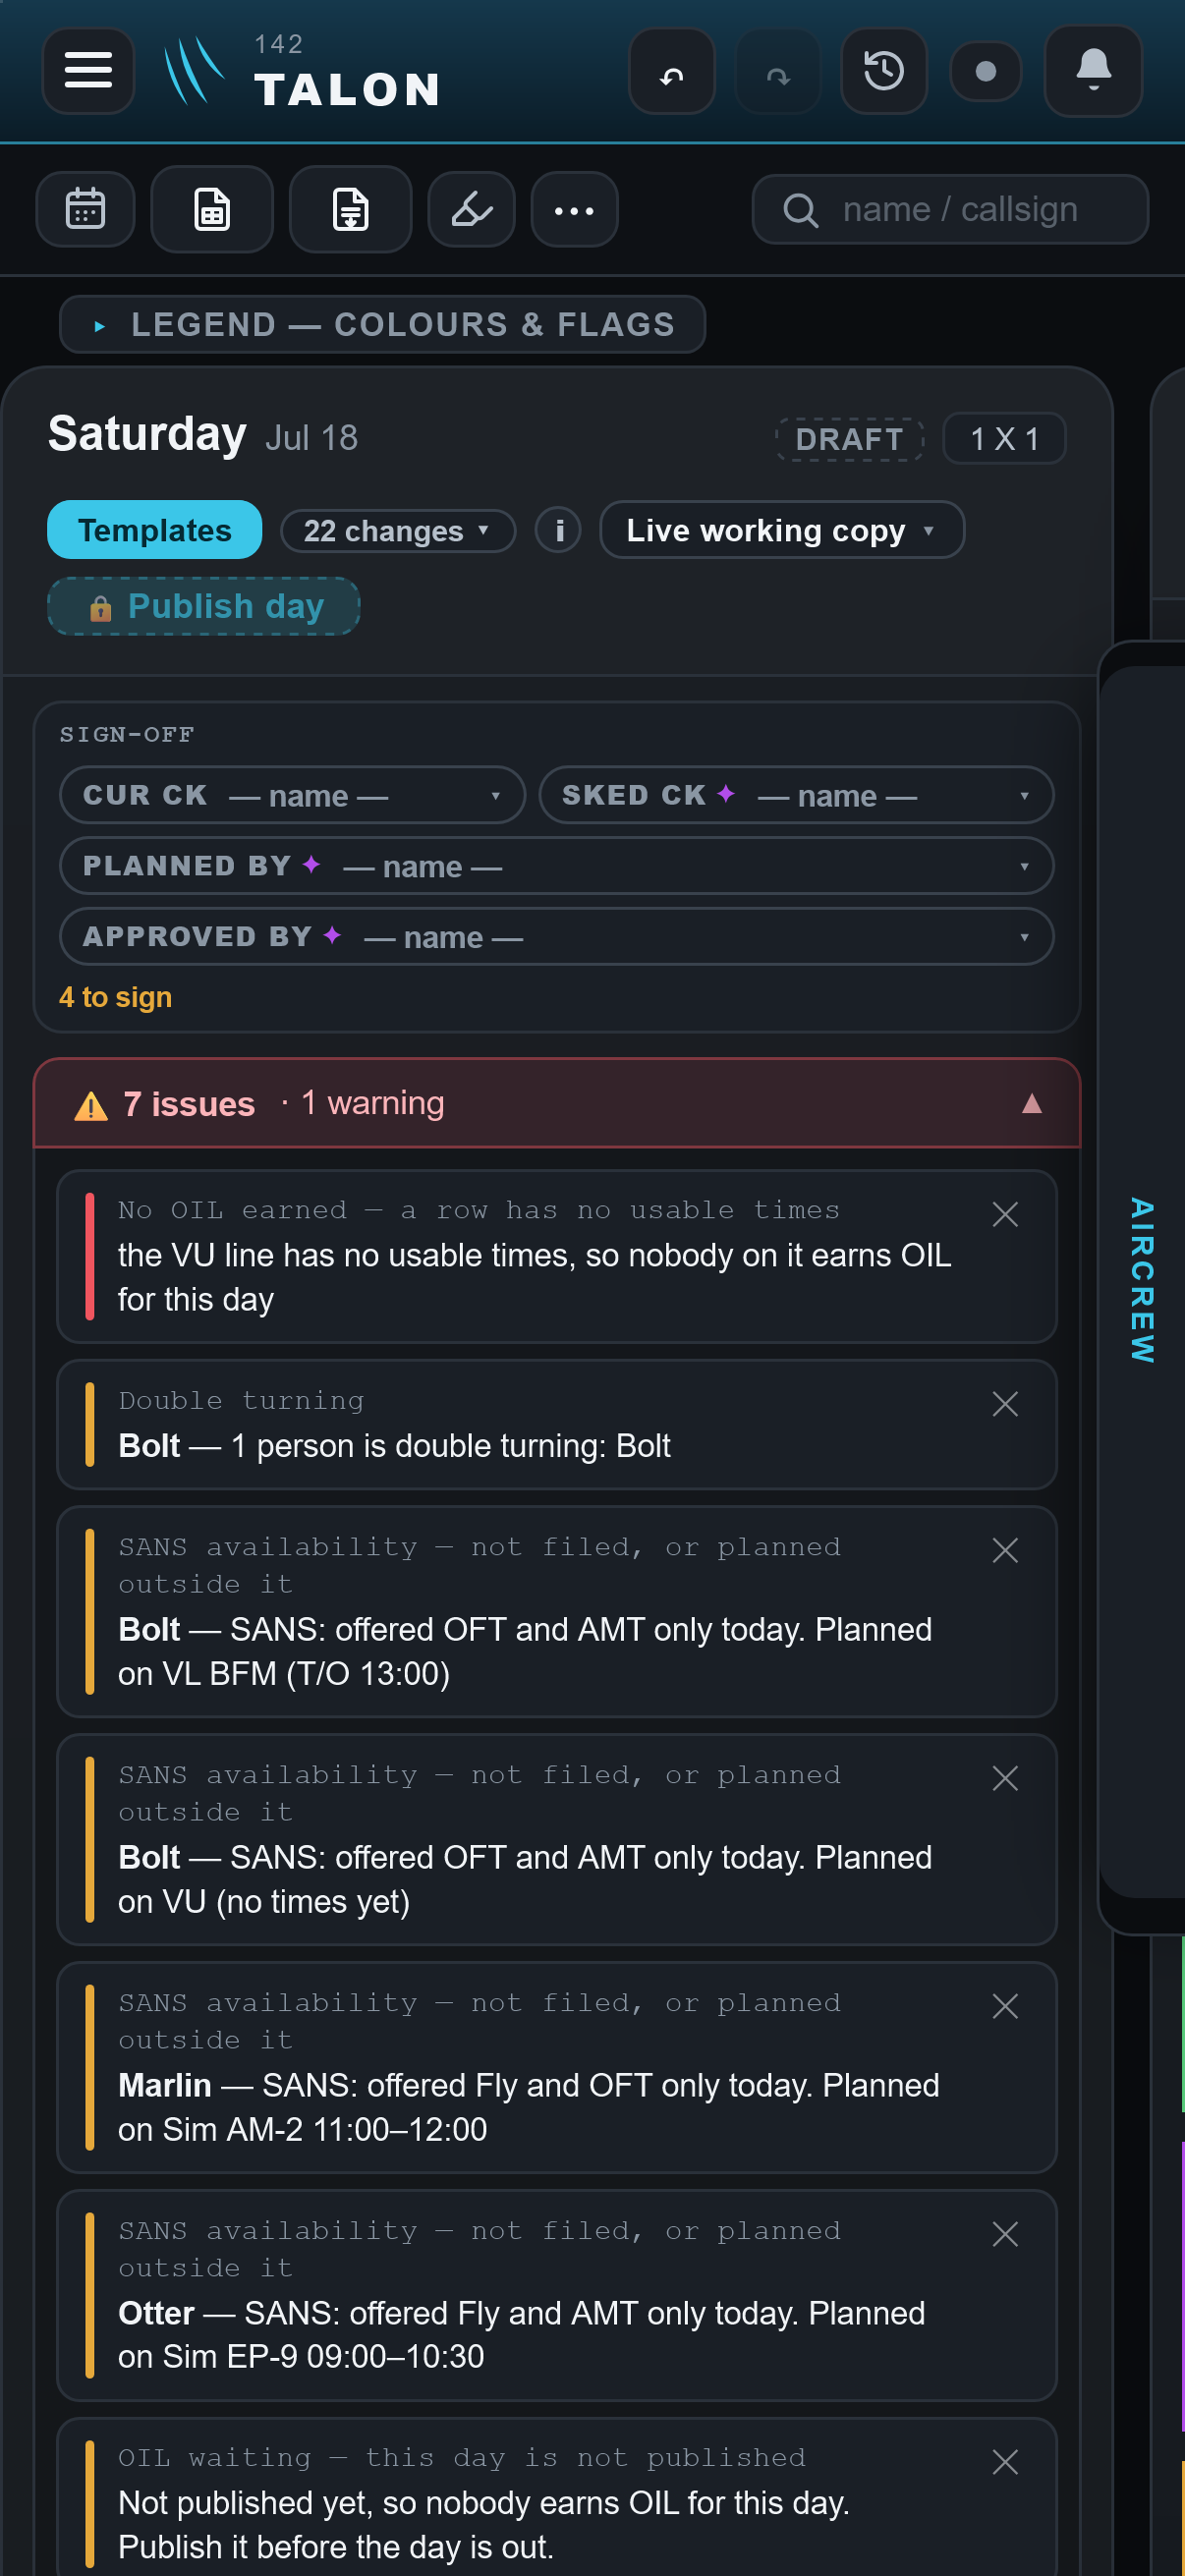 142
TALON
name / callsign
LEGEND — COLOURS & FLAGS
Saturday Jul 18
DRAFT
1 X 1
Templates
22 changes
i
Live working copy
Publish day
SIGN-OFF
CUR CK — name —
SKED CK — name —
PLANNED BY — name —
APPROVED BY — name —
4 to sign
7 issues · 1 warning
No OIL earned — a row has no usable times
the VU line has no usable times, so nobody on it earns OIL
for this day
Double turning
Bolt — 1 person is double turning: Bolt
SANS availability — not filed, or planned
outside it
Bolt — SANS: offered OFT and AMT only today. Planned
on VL BFM (T/O 13:00)
SANS availability — not filed, or planned
outside it
Bolt — SANS: offered OFT and AMT only today. Planned
on VU (no times yet)
SANS availability — not filed, or planned
outside it
Marlin — SANS: offered Fly and OFT only today. Planned
on Sim AM-2 11:00–12:00
SANS availability — not filed, or planned
outside it
Otter — SANS: offered Fly and AMT only today. Planned
on Sim EP-9 09:00–10:30
OIL waiting — this day is not published
Not published yet, so nobody earns OIL for this day.
Publish it before the day is out.
AIRCREW